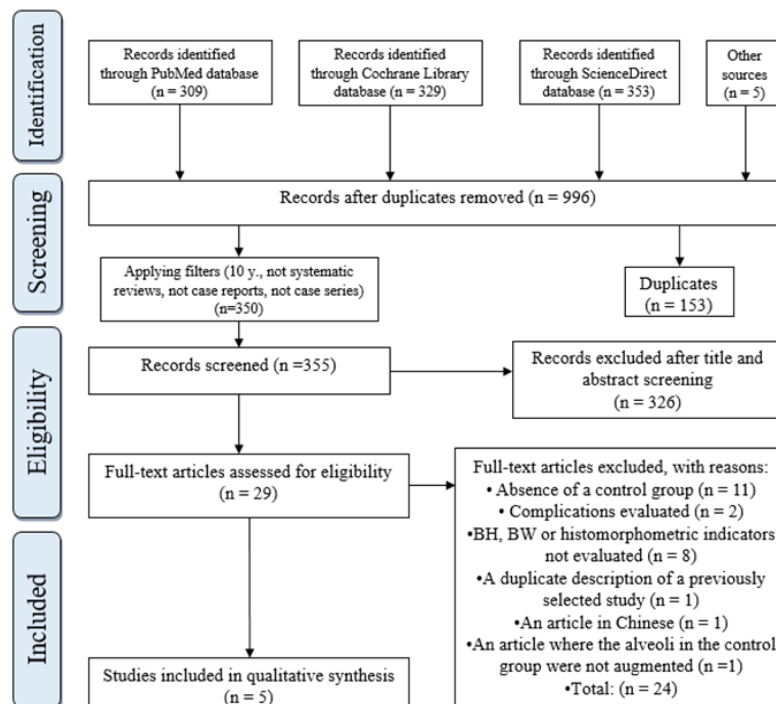 Identification
Records identified
through PubMed database
(n = 309)
Records identified
through Cochrane Library
database (n = 329)
Records identified
through ScienceDirect
database (n = 353)
Other
sources
(n = 5)
Screening
Records after duplicates removed (n = 996)
Applying filters (10 y., not systematic
reviews, not case reports, not case series)
(n=350)
Duplicates
(n = 153)
Eligibility
Records screened (n =355)
Records excluded after title and
abstract screening
(n = 326)
Full-text articles assessed for eligibility
(n = 29)
Full-text articles excluded, with reasons:
• Absence of a control group (n = 11)
• Complications evaluated (n = 2)
•BH, BW or histomorphometric indicators
not evaluated (n = 8)
•A duplicate description of a previously
selected study (n = 1)
•An article in Chinese (n = 1)
•An article where the alveoli in the control
group were not augmented (n =1)
•Total: (n = 24)
Included
Studies included in qualitative synthesis
(n = 5)